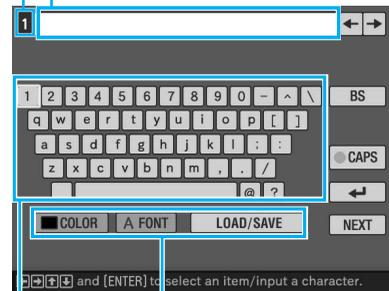 1 ← →
1 2 3 4 5 6 7 8 9 0 - ^ \ BS
q w e r t y u i o p [ ]
a s d f g h j k l ; :
CAPS
z x c v b n m , . /
@ ? ↵
COLOR A FONT LOAD/SAVE NEXT
←→↑↓ and [ENTER] to select an item/input a character.